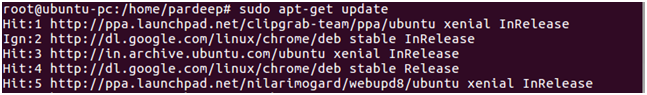 root@ubuntu-pc:/home/pardeep# sudo apt-get update
Hit:1 http://ppa.launchpad.net/clipgrab-team/ppa/ubuntu xenial InRelease
Ign:2 http://dl.google.com/linux/chrome/deb stable InRelease
Hit:3 http://in.archive.ubuntu.com/ubuntu xenial InRelease
Hit:4 http://dl.google.com/linux/chrome/deb stable Release
Hit:5 http://ppa.launchpad.net/nilarimogard/webupd8/ubuntu xenial InRelease